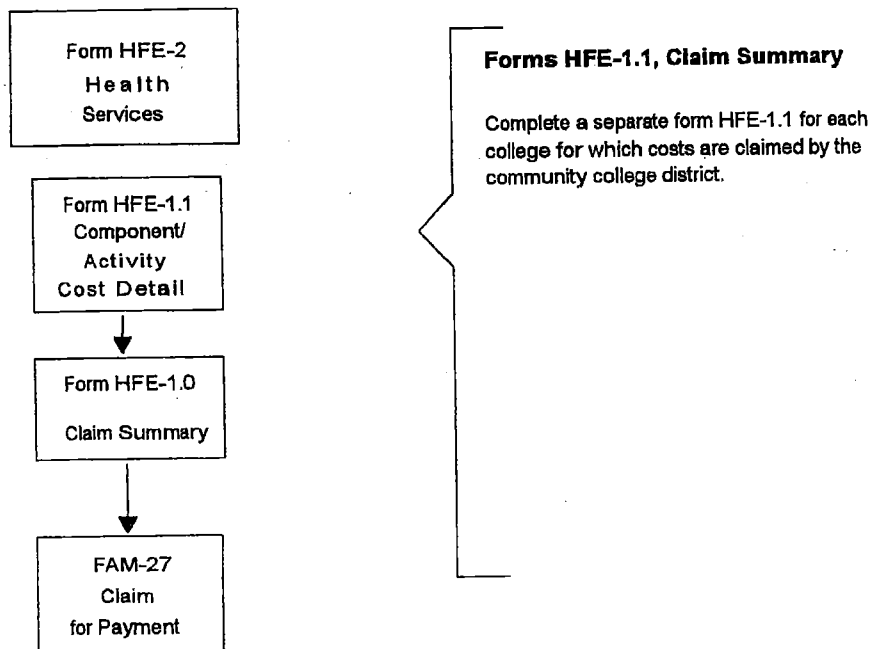 Form HFE-2
Health
Services
Form HFE-1.1
Component/
Activity
Cost Detail
Form HFE-1.0
Claim Summary
FAM-27
Claim
for Payment
Forms HFE-1.1, Claim Summary
Complete a separate form HFE-1.1 for each
college for which costs are claimed by the
community college district.